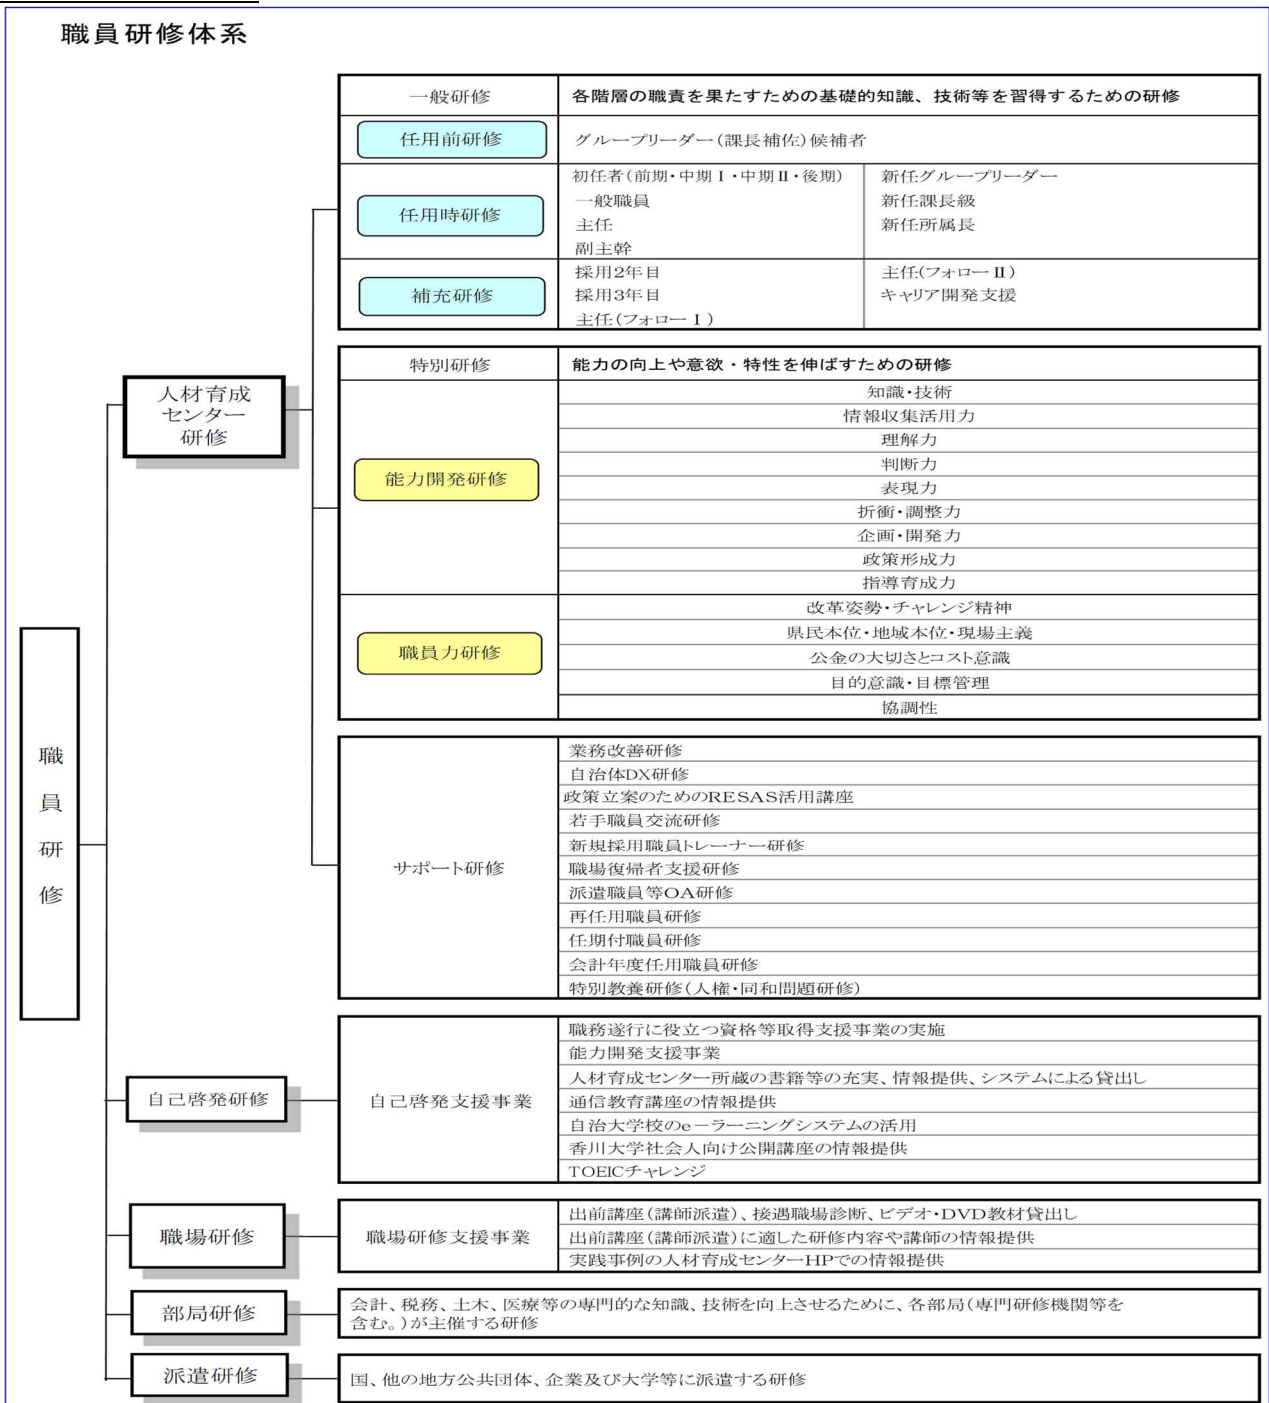 職員研修体系
一般研修
各階層の職責を果たすための基礎的知識、技術等を習得するための研修
任用前研修
グループリーダー(課長補佐)候補者
任用時研修
初任者(前期・中期Ⅰ・中期Ⅱ・後期)
一般職員
主任
副主幹
新任グループリーダー
新任課長級
新任所属長
補充研修
採用2年目
採用3年目
主任(フォローⅠ)
主任(フォローⅡ)
キャリア開発支援
人材育成
センター
研修
特別研修
能力の向上や意欲・特性を伸ばすための研修
能力開発研修
知識・技術
情報収集活用力
理解力
判断力
表現力
折衝・調整力
企画・開発力
政策形成力
指導育成力
職員力研修
改革姿勢・チャレンジ精神
県民本位・地域本位・現場主義
公金の大切さとコスト意識
目的意識・目標管理
協調性
職員研修
サポート研修
業務改善研修
自治体DX研修
政策立案のためのRESAS活用講座
若手職員交流研修
新規採用職員トレーナー研修
職場復帰者支援研修
派遣職員等OA研修
再任用職員研修
任期付職員研修
会計年度任用職員研修
特別教養研修(人権・同和問題研修)
自己啓発研修
自己啓発支援事業
職務遂行に役立つ資格等取得支援事業の実施
能力開発支援事業
人材育成センター所蔵の書籍等の充実、情報提供、システムによる貸出し
通信教育講座の情報提供
自治大学校のe-ラーニングシステムの活用
香川大学社会人向け公開講座の情報提供
TOEICチャレンジ
職場研修
職場研修支援事業
出前講座(講師派遣)、接遇職場診断、ビデオ・DVD教材貸出し
出前講座(講師派遣)に適した研修内容や講師の情報提供
実践事例の人材育成センターHPでの情報提供
部局研修
会計、税務、土木、医療等の専門的な知識、技術を向上させるために、各部局(専門研修機関等を
含む。)が主催する研修
派遣研修
国、他の地方公共団体、企業及び大学等に派遣する研修